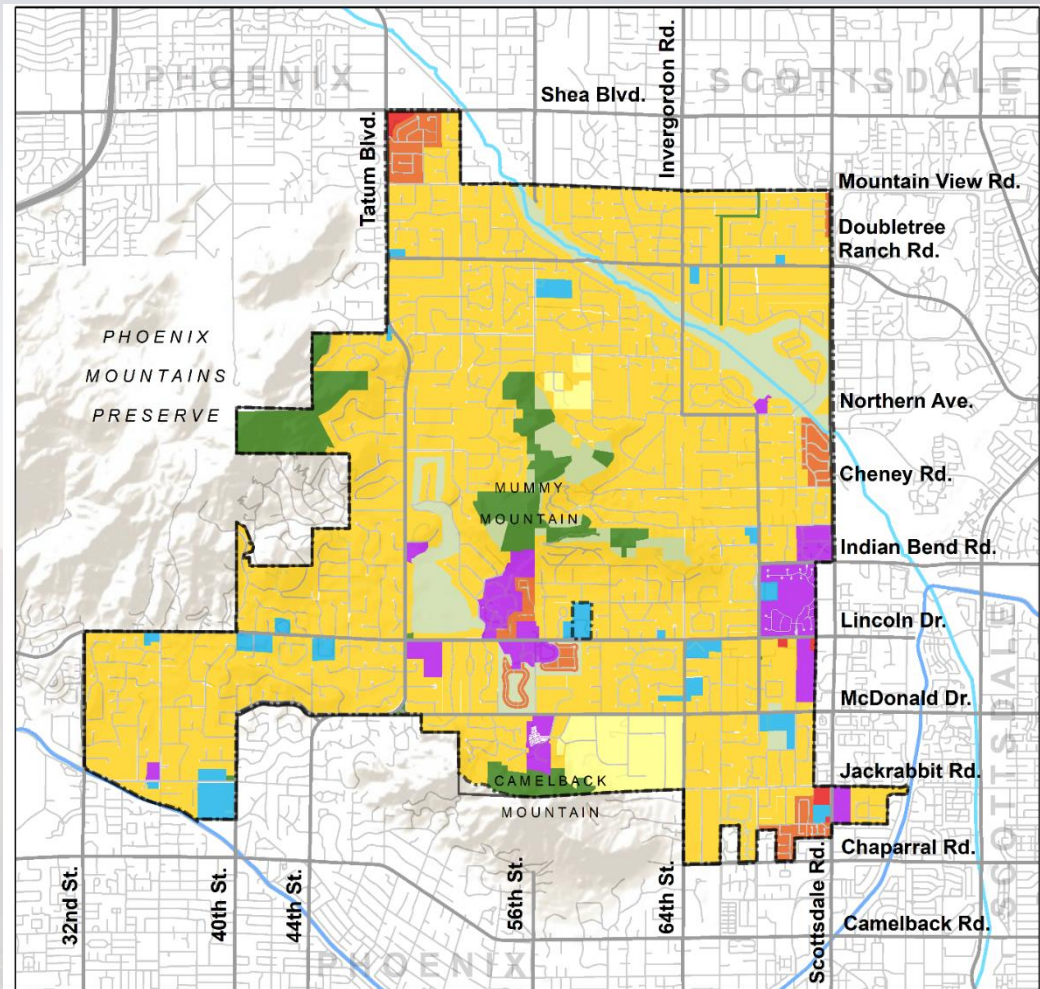 PHOENIX
SCOTTSDALE
Shea Blvd.
Invergordon Rd.
Tatum Blvd.
Mountain View Rd.
Doubletree
Ranch Rd.
PHOENIX
MOUNTAINS
PRESERVE
Northern Ave.
Cheney Rd.
MUMMY
MOUNTAIN
Indian Bend Rd.
Lincoln Dr.
McDonald Dr.
Jackrabbit Rd.
CAMELBACK
MOUNTAIN
Chaparral Rd.
SCOTTSDALE
32nd St.
40th St.
44th St.
56th St.
64th St.
Scottsdale Rd.
Camelback Rd.
PHOENIX